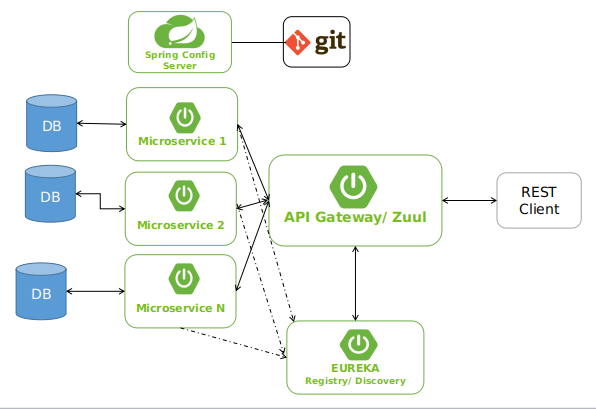 Spring Config
Server
git
DB
Microservice 1
DB
Microservice 2
DB
Microservice N
API Gateway/ Zuul
REST
Client
EUREKA
Registry/ Discovery